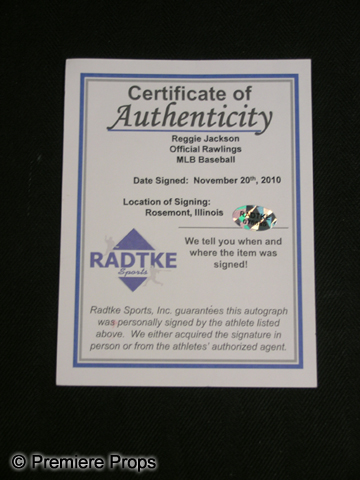 Certificate of
Authenticity
Reggie Jackson
Official Rawlings
MLB Baseball
Date Signed: November 20th, 2010
Location of Signing:
Rosemont, Illinois
RADTKE
We tell you when and
where the item was
signed!
RADTKE
Sports
Radtke Sports, Inc. guarantees this autograph
was personally signed by the athlete listed
above. We either acquired the signature in
person or from the athletes' authorized agent.
© Premiere Props